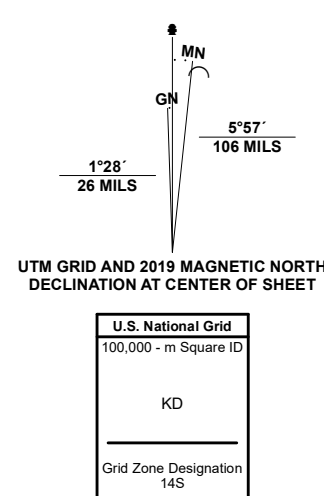 MN
GN
5°57´
106 MILS
1°28´
26 MILS
UTM GRID AND 2019 MAGNETIC NORTH
DECLINATION AT CENTER OF SHEET
U.S. National Grid
100,000 - m Square ID
KD
Grid Zone Designation
14S